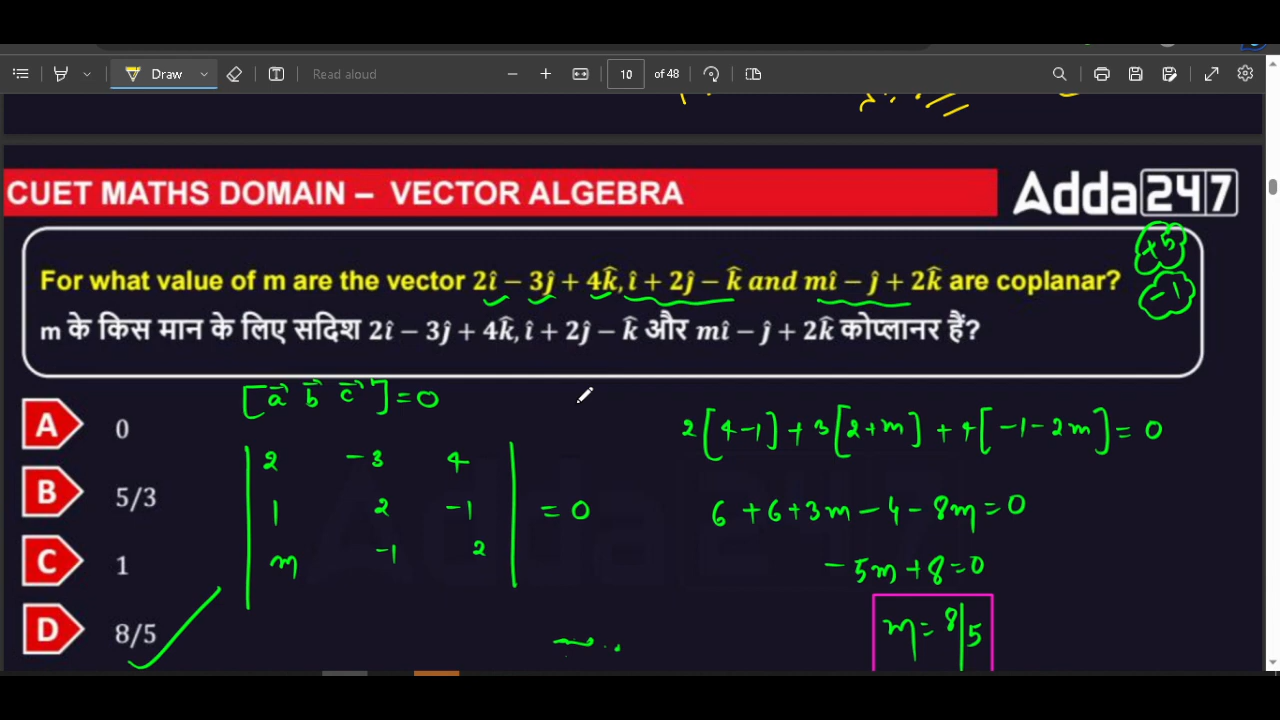 Draw
Read aloud
10 of 48
CUET MATHS DOMAIN – VECTOR ALGEBRA
Adda247
+5
For what value of m are the vector 2î − 3ĵ + 4k̂, î + 2ĵ − k̂ and mî − ĵ + 2k̂ are coplanar?
-1
m के किस मान के लिए सदिश 2î − 3ĵ + 4k̂, î + 2ĵ − k̂ और mî − ĵ + 2k̂ कोप्लानर हैं?
[a⃗ b⃗ c⃗] = 0
A 0
2[4-1] + 3[2+m] + 4[-1-2m] = 0
2 -3 4
B 5/3
1 2 -1 = 0
6 + 6 + 3m - 4 - 8m = 0
C 1
m -1 2
-5m + 8 = 0
D 8/5
m = 8/5